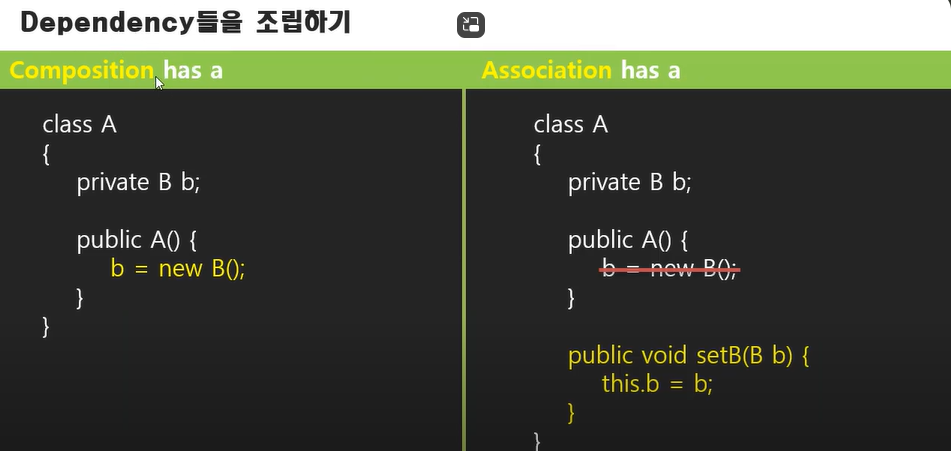 Dependency들을 조립하기
Composition has a
class A
{
private B b;
public A() {
b = new B();
}
}
Association has a
class A
{
private B b;
public A() {
b = new B();
}
public void setB(B b) {
this.b = b;
}
}